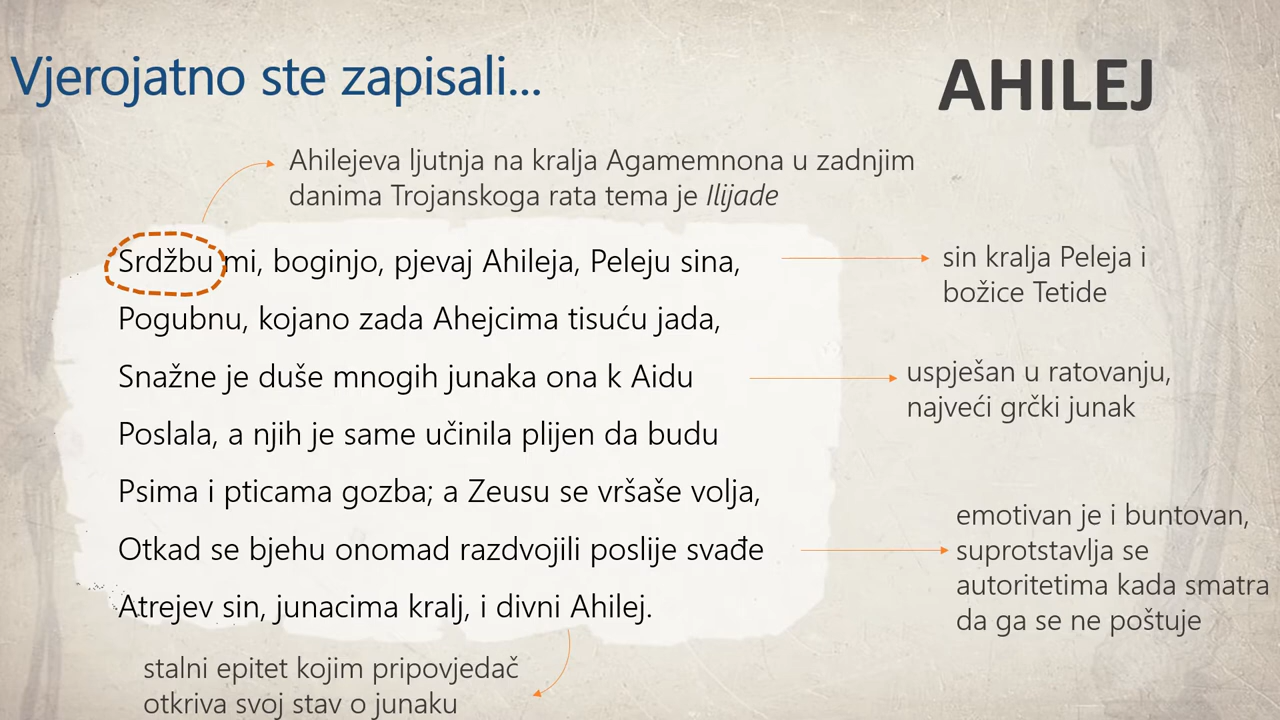 Vjerojatno ste zapisali...
AHILEJ
Ahilejeva ljutnja na kralja Agamemnona u zadnjim
danima Trojanskoga rata tema je Ilijade
Srdžbu mi, boginjo, pjevaj Ahileja, Peleju sina,
Pogubnu, kojano zada Ahejcima tisuću jada,
Snažne je duše mnogih junaka ona k Aidu
Poslala, a njih je same učinila plijen da budu
Psima i pticama gozba; a Zeusu se vršaše volja,
Otkad se bjehu onomad razdvojili poslije svađe
Atrejev sin, junacima kralj, i divni Ahilej.
sin kralja Peleja i
božice Tetide
uspješan u ratovanju,
najveći grčki junak
emotivan je i buntovan,
suprotstavlja se
autoritetima kada smatra
da ga se ne poštuje
stalni epitet kojim pripovjedač
otkriva svoj stav o junaku